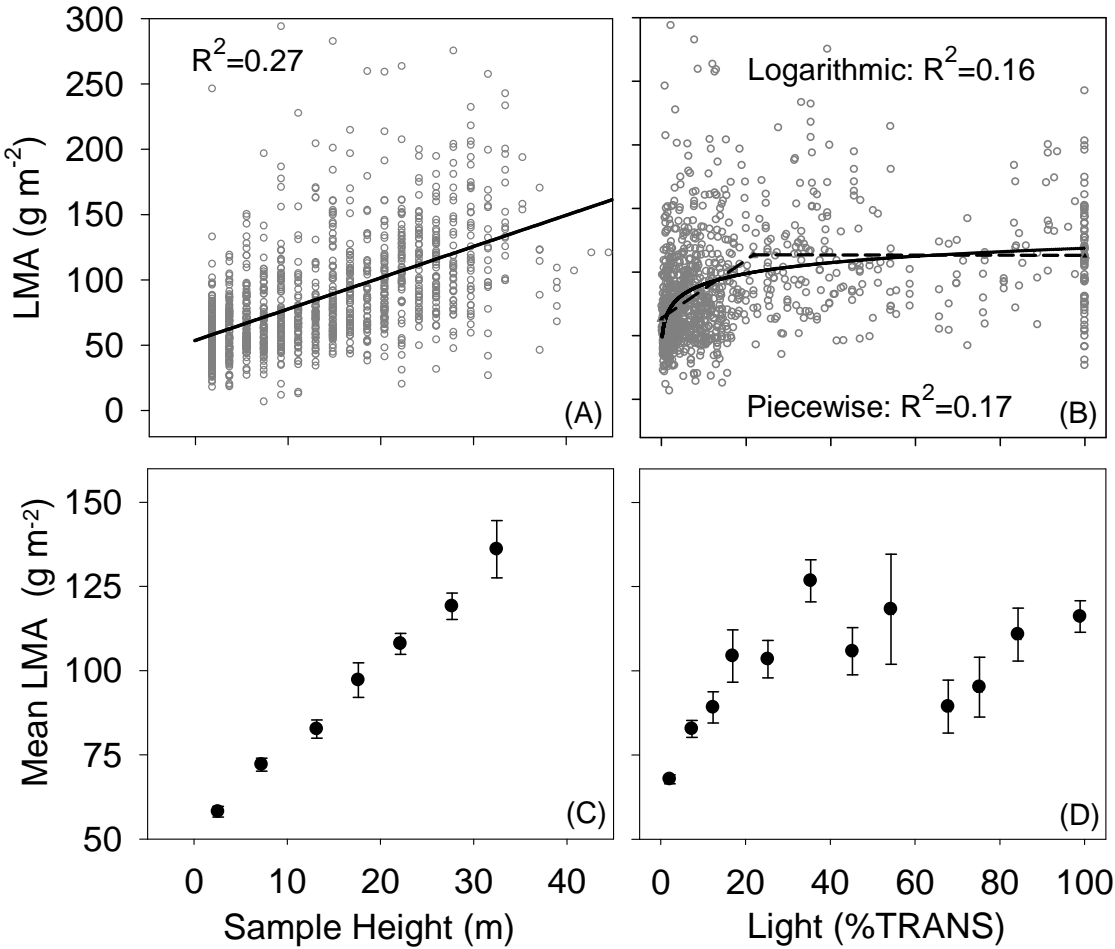 300
250
200
150
100
50
0
LMA (g m-2)
R2=0.27
(A)
Logarithmic: R2=0.16
Piecewise: R2=0.17
(B)
150
125
100
75
50
Mean LMA (g m-2)
(C)
0 10 20 30 40
Sample Height (m)
(D)
0 20 40 60 80 100
Light (%TRANS)